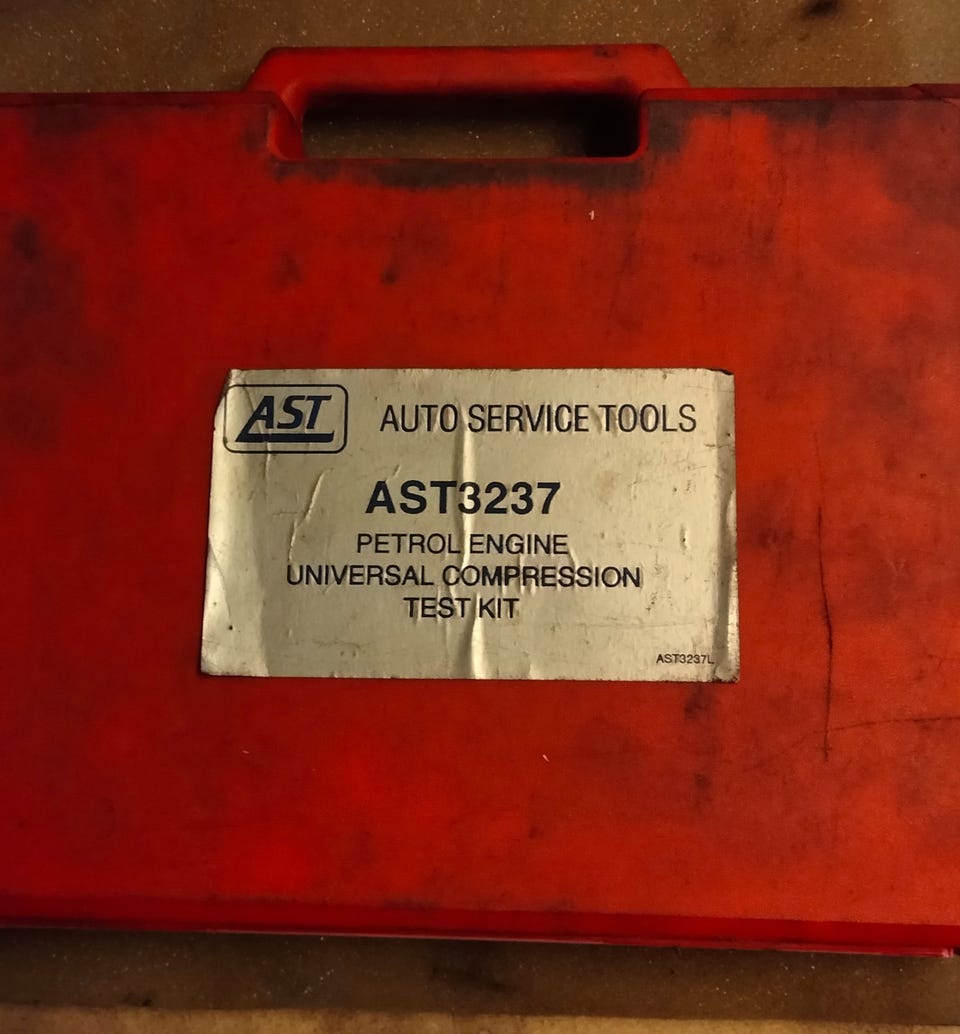 AST AUTO SERVICE TOOLS
AST3237
PETROL ENGINE
UNIVERSAL COMPRESSION
TEST KIT
AST3237L